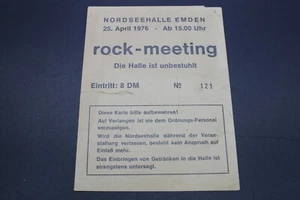 NORDSEEHALLE EMDEN
25. April 1976 - Ab 15.00 Uhr
rock-meeting
Die Halle ist unbestuhlt
Eintritt: 8 DM № 121
Diese Karte bitte aufbewahren!
Auf Verlangen ist sie dem Ordnungs-Personal
vorzuzeigen.
Wird die Nordseehalle während der Veran-
staltung verlassen, besteht kein Anspruch auf
Einlaß mehr.
Das Einbringen von Getränken in die Halle ist
strengstens untersagt.